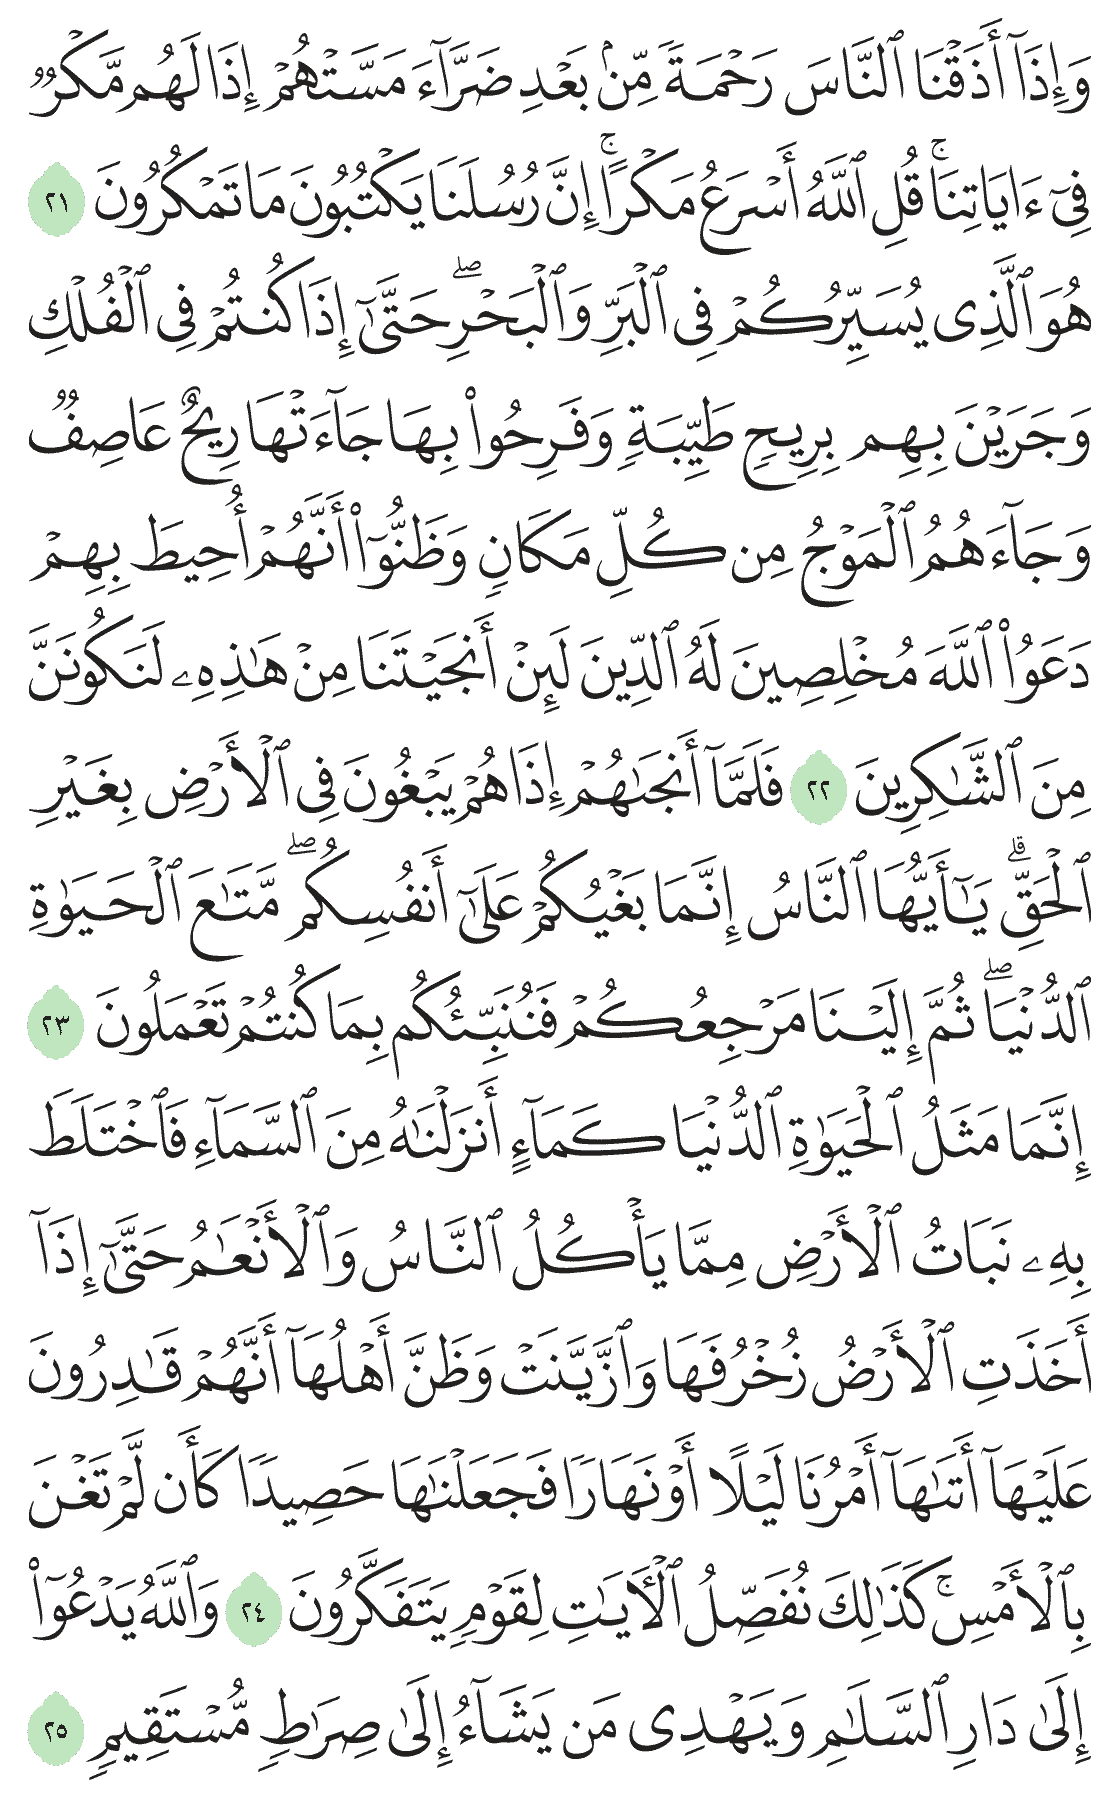 وَإِذَآ أَذَقْنَا ٱلنَّاسَ رَحْمَةً مِّنۢ بَعْدِ ضَرَّآءَ مَسَّتْهُمْ إِذَا لَهُم مَّكْرٌ
فِىٓ ءَايَاتِنَا ۚ قُلِ ٱللَّهُ أَسْرَعُ مَكْرًا ۚ إِنَّ رُسُلَنَا يَكْتُبُونَ مَا تَمْكُرُونَ ٢١
هُوَ ٱلَّذِى يُسَيِّرُكُمْ فِى ٱلْبَرِّ وَٱلْبَحْرِ ۖ حَتَّىٰٓ إِذَا كُنتُمْ فِى ٱلْفُلْكِ
وَجَرَيْنَ بِهِم بِرِيحٍ طَيِّبَةٍ وَفَرِحُوا۟ بِهَا جَآءَتْهَا رِيحٌ عَاصِفٌ
وَجَآءَهُمُ ٱلْمَوْجُ مِن كُلِّ مَكَانٍ وَظَنُّوٓا۟ أَنَّهُمْ أُحِيطَ بِهِمْ
دَعَوُا۟ ٱللَّهَ مُخْلِصِينَ لَهُ ٱلدِّينَ لَئِنْ أَنجَيْتَنَا مِنْ هَـٰذِهِۦ لَنَكُونَنَّ
مِنَ ٱلشَّـٰكِرِينَ ٢٢ فَلَمَّآ أَنجَىٰهُمْ إِذَا هُمْ يَبْغُونَ فِى ٱلْأَرْضِ بِغَيْرِ
ٱلْحَقِّ ۗ يَـٰٓأَيُّهَا ٱلنَّاسُ إِنَّمَا بَغْيُكُمْ عَلَىٰٓ أَنفُسِكُم ۖ مَّتَـٰعَ ٱلْحَيَوٰةِ
ٱلدُّنْيَا ۖ ثُمَّ إِلَيْنَا مَرْجِعُكُمْ فَنُنَبِّئُكُم بِمَا كُنتُمْ تَعْمَلُونَ ٢٣
إِنَّمَا مَثَلُ ٱلْحَيَوٰةِ ٱلدُّنْيَا كَمَآءٍ أَنزَلْنَـٰهُ مِنَ ٱلسَّمَآءِ فَٱخْتَلَطَ
بِهِۦ نَبَاتُ ٱلْأَرْضِ مِمَّا يَأْكُلُ ٱلنَّاسُ وَٱلْأَنْعَـٰمُ حَتَّىٰٓ إِذَآ
أَخَذَتِ ٱلْأَرْضُ زُخْرُفَهَا وَٱزَّيَّنَتْ وَظَنَّ أَهْلُهَآ أَنَّهُمْ قَـٰدِرُونَ
عَلَيْهَآ أَتَىٰهَآ أَمْرُنَا لَيْلًا أَوْ نَهَارًا فَجَعَلْنَـٰهَا حَصِيدًا كَأَن لَّمْ تَغْنَ
بِٱلْأَمْسِ ۚ كَذَٰلِكَ نُفَصِّلُ ٱلْـَٔايَـٰتِ لِقَوْمٍ يَتَفَكَّرُونَ ٢٤ وَٱللَّهُ يَدْعُوٓا۟
إِلَىٰ دَارِ ٱلسَّلَـٰمِ وَيَهْدِى مَن يَشَآءُ إِلَىٰ صِرَٰطٍ مُّسْتَقِيمٍ ٢٥